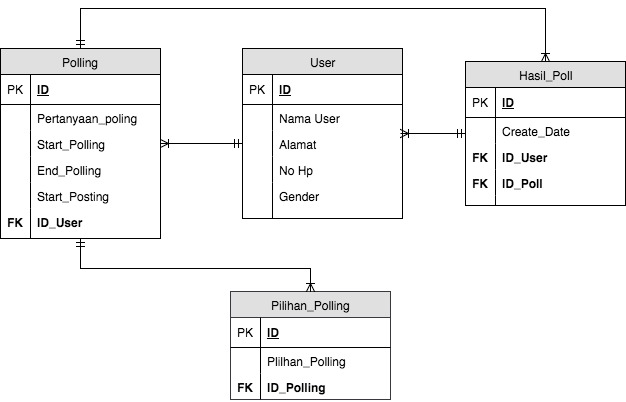 Polling
PK ID
Pertanyaan_poling
Start_Polling
End_Polling
Start_Posting
FK ID_User
User
PK ID
Nama User
Alamat
No Hp
Gender
Hasil_Poll
PK ID
Create_Date
FK ID_User
FK ID_Poll
Pilihan_Polling
PK ID
Plilhan_Polling
FK ID_Polling